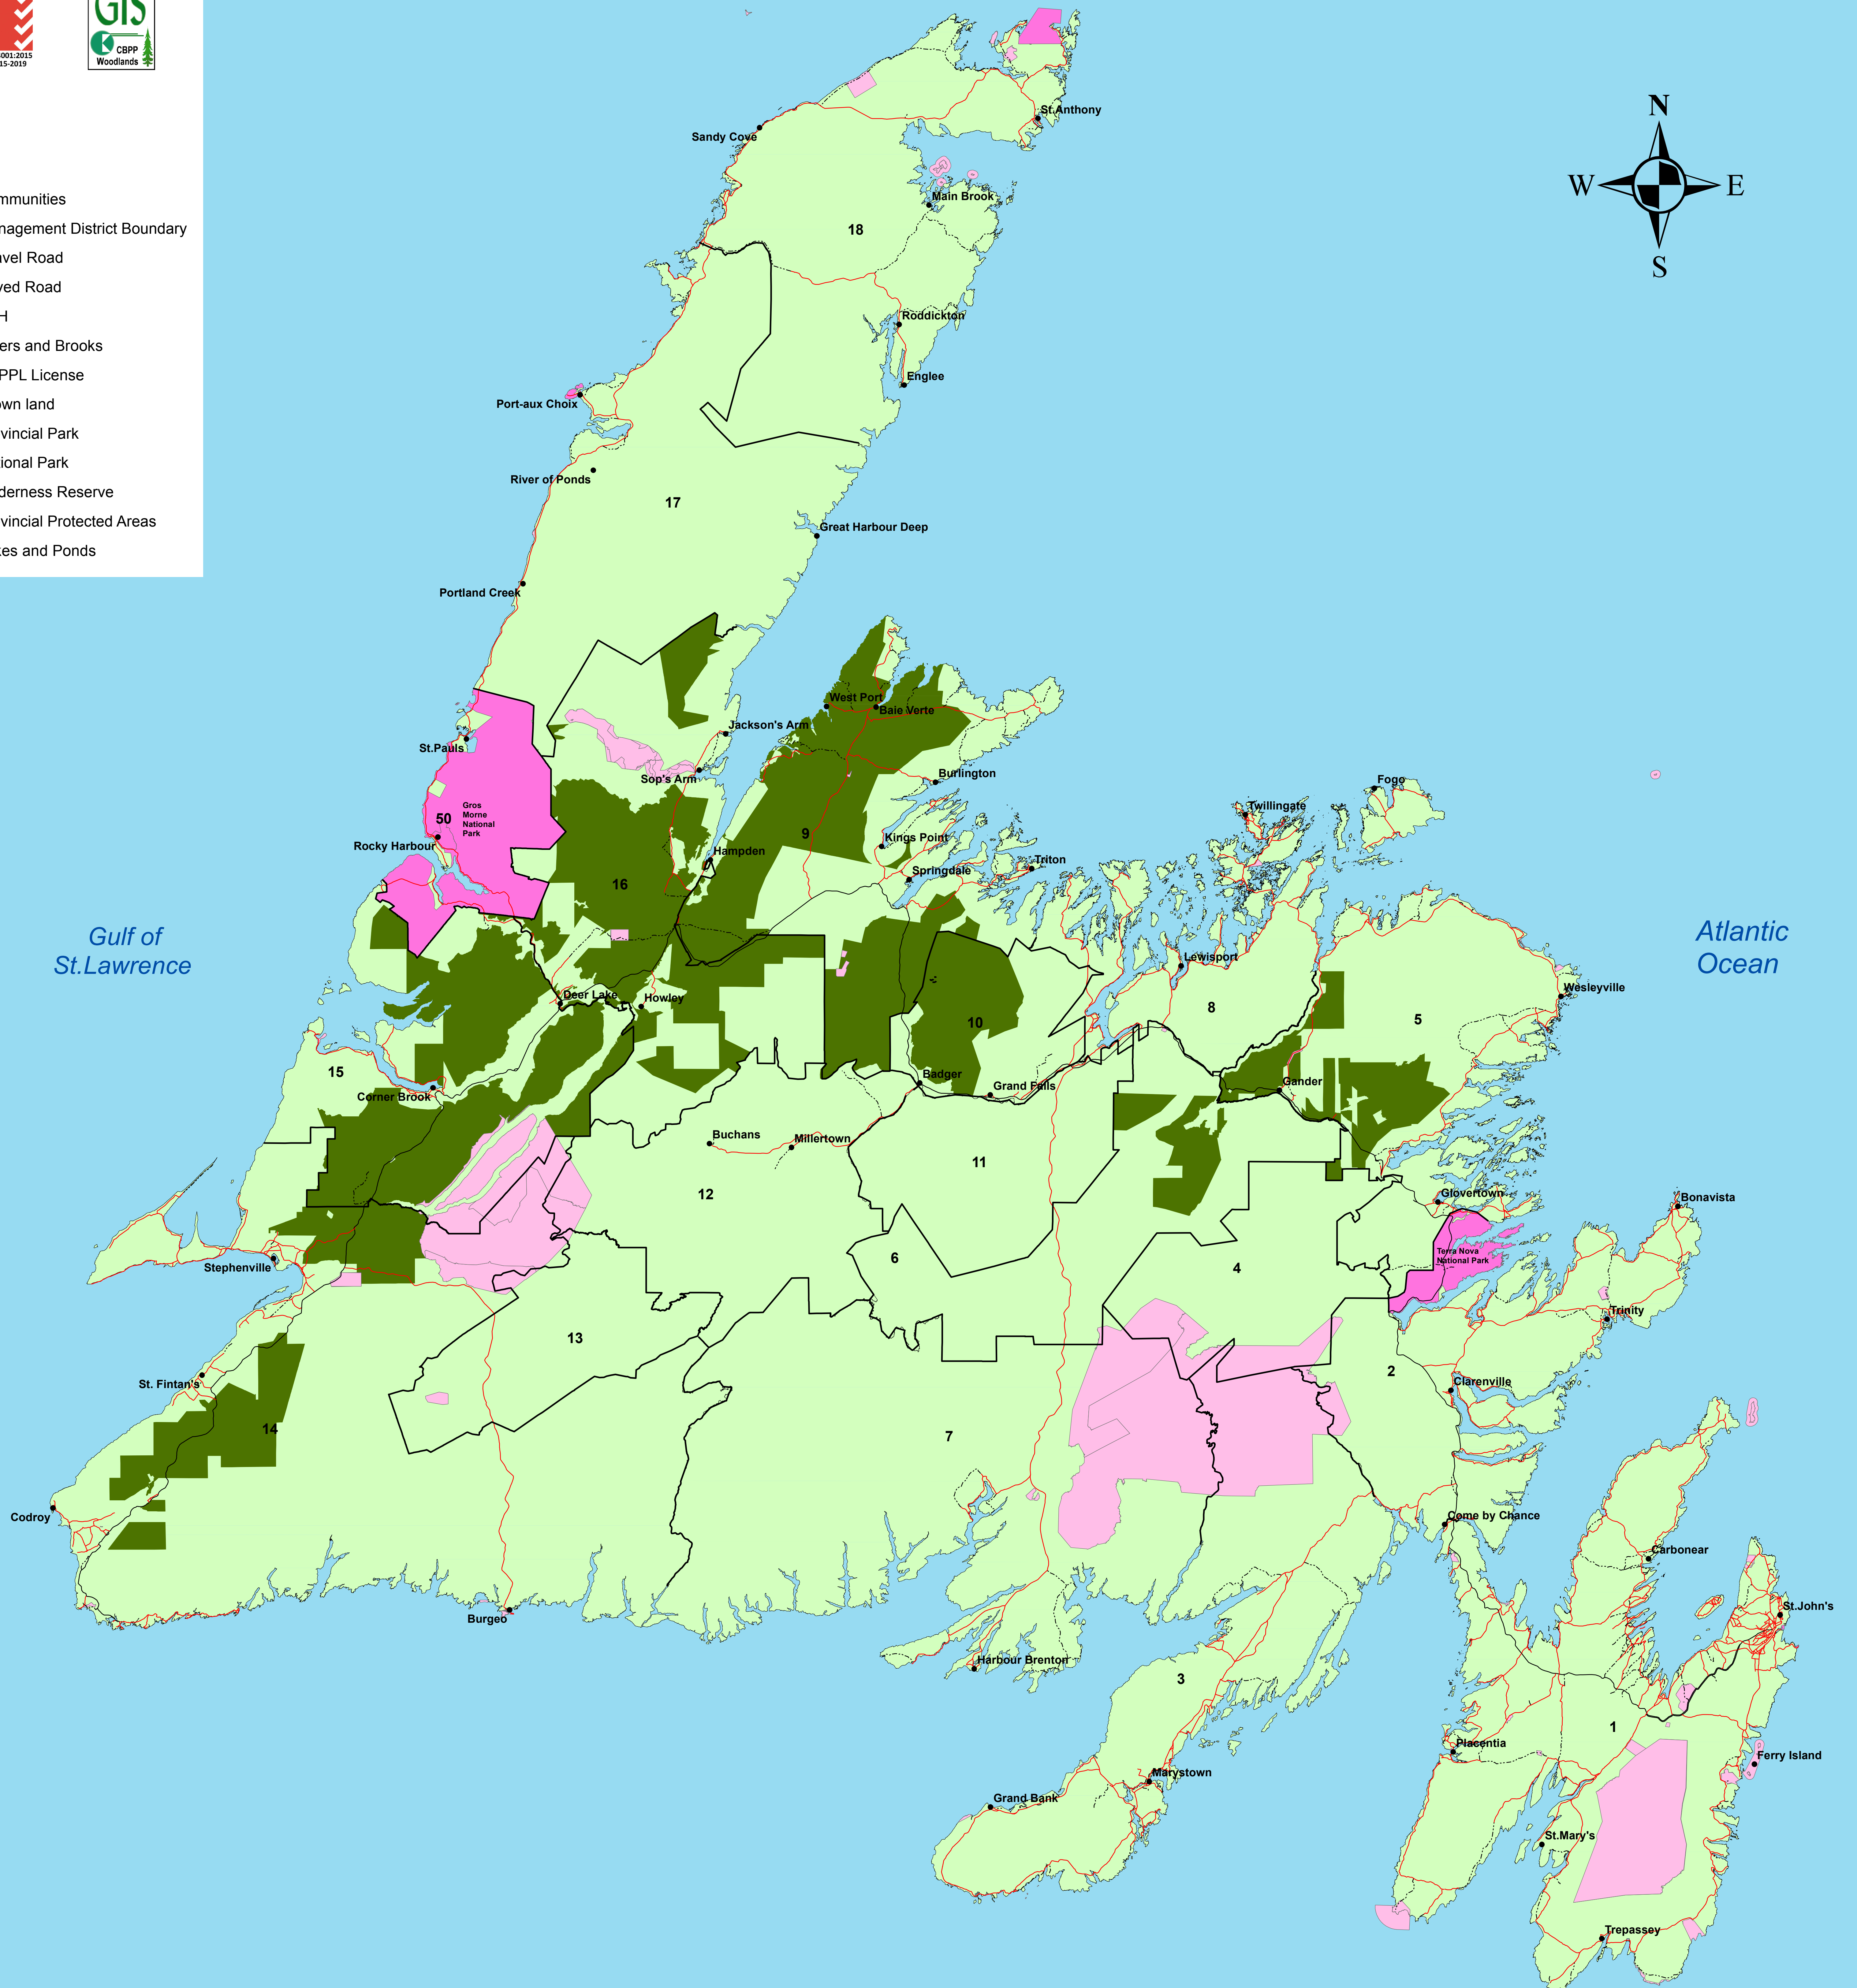 GIS
CBPP
Woodlands
001:2015
15-2019
mmunities
nagement District Boundary
avel Road
ved Road
H
ers and Brooks
PPL License
own land
vincial Park
tional Park
derness Reserve
vincial Protected Areas
kes and Ponds
N
W
E
S
St.Anthony
Sandy Cove
Main Brook
18
Roddickton
Englee
Port-aux Choix
River of Ponds
17
Great Harbour Deep
Portland Creek
West Port
Baie Verte
Jackson's Arm
St.Pauls
Sop's Arm
Burlington
Fogo
Twillingate
50
Gros
Morne
National
Park
9
Kings Point
Rocky Harbour
Hampden
Triton
Springdale
16
Gulf of
St.Lawrence
Atlantic
Ocean
Lewisport
Wesleyville
Deer Lake
Howley
8
10
5
15
Badger
Grand Falls
Gander
Corner Brook
Buchans
Millertown
11
12
Glovertown
Bonavista
Stephenville
6
4
Terra Nova
National Park
Trinity
13
2
St. Fintan's
Clarenville
14
7
Codroy
Come by Chance
Carbonear
Burgeo
St.John's
Harbour Brenton
3
1
Placentia
Ferry Island
Marystown
Grand Bank
St.Mary's
Trepassey